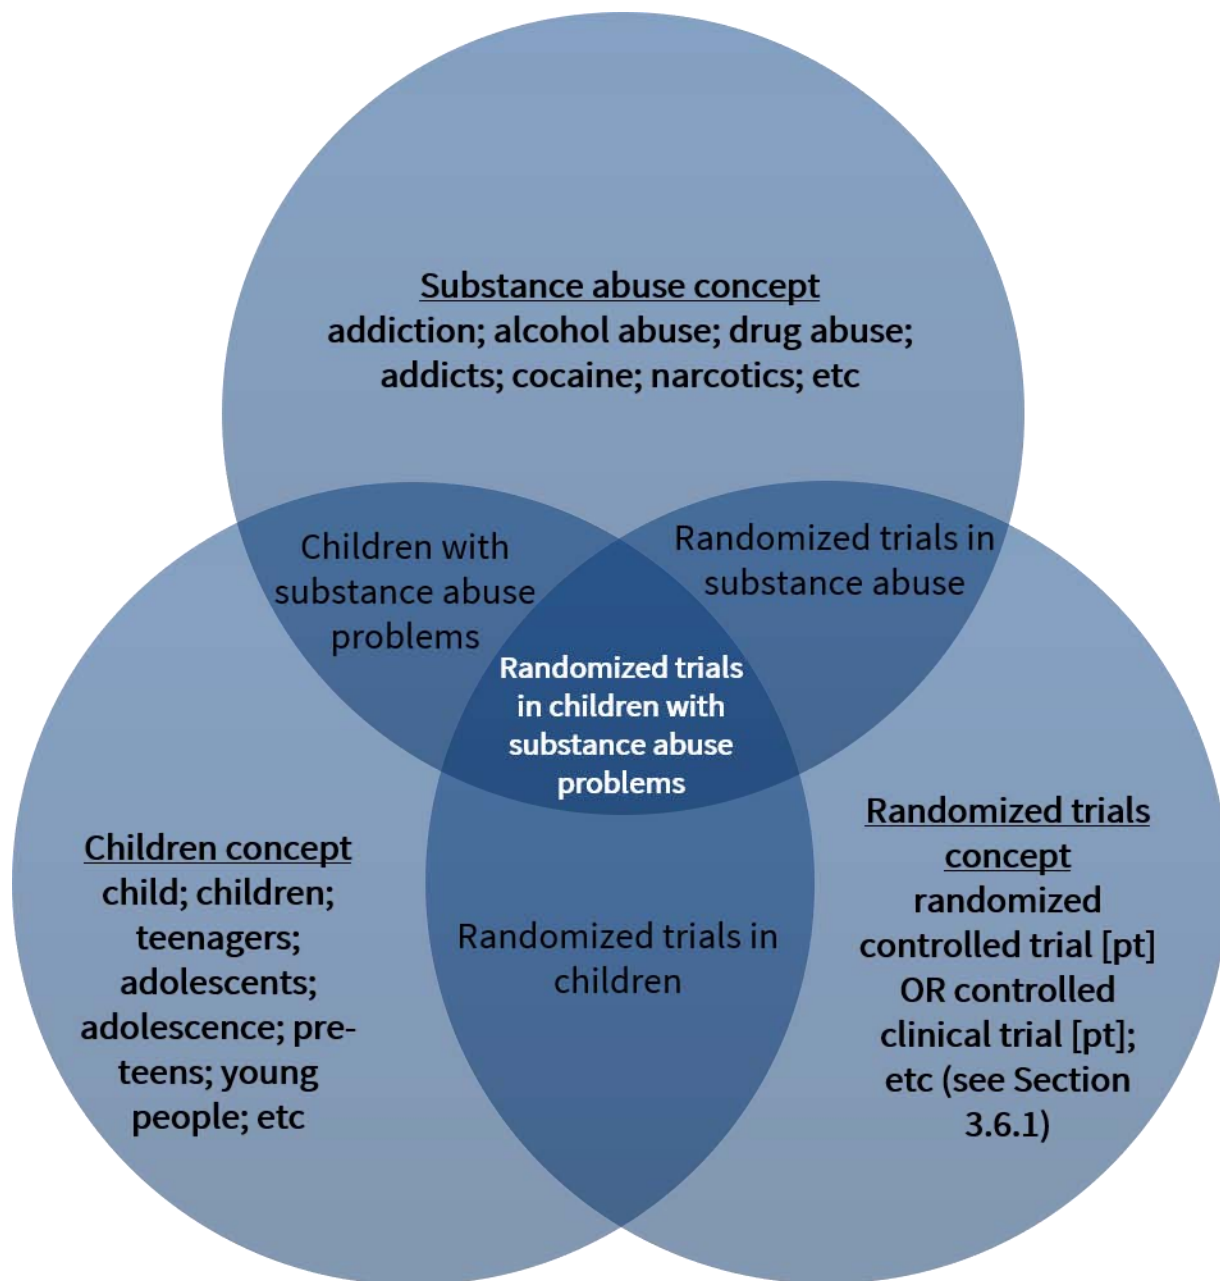 Substance abuse concept
addiction; alcohol abuse; drug abuse;
addicts; cocaine; narcotics; etc
Children with
substance abuse
problems
Randomized trials in
substance abuse
Randomized trials
in children with
substance abuse
problems
Children concept
child; children;
teenagers;
adolescents;
adolescence; pre-
teens; young
people; etc
Randomized trials in
children
Randomized trials
concept
randomized
controlled trial [pt]
OR controlled
clinical trial [pt];
etc (see Section
3.6.1)